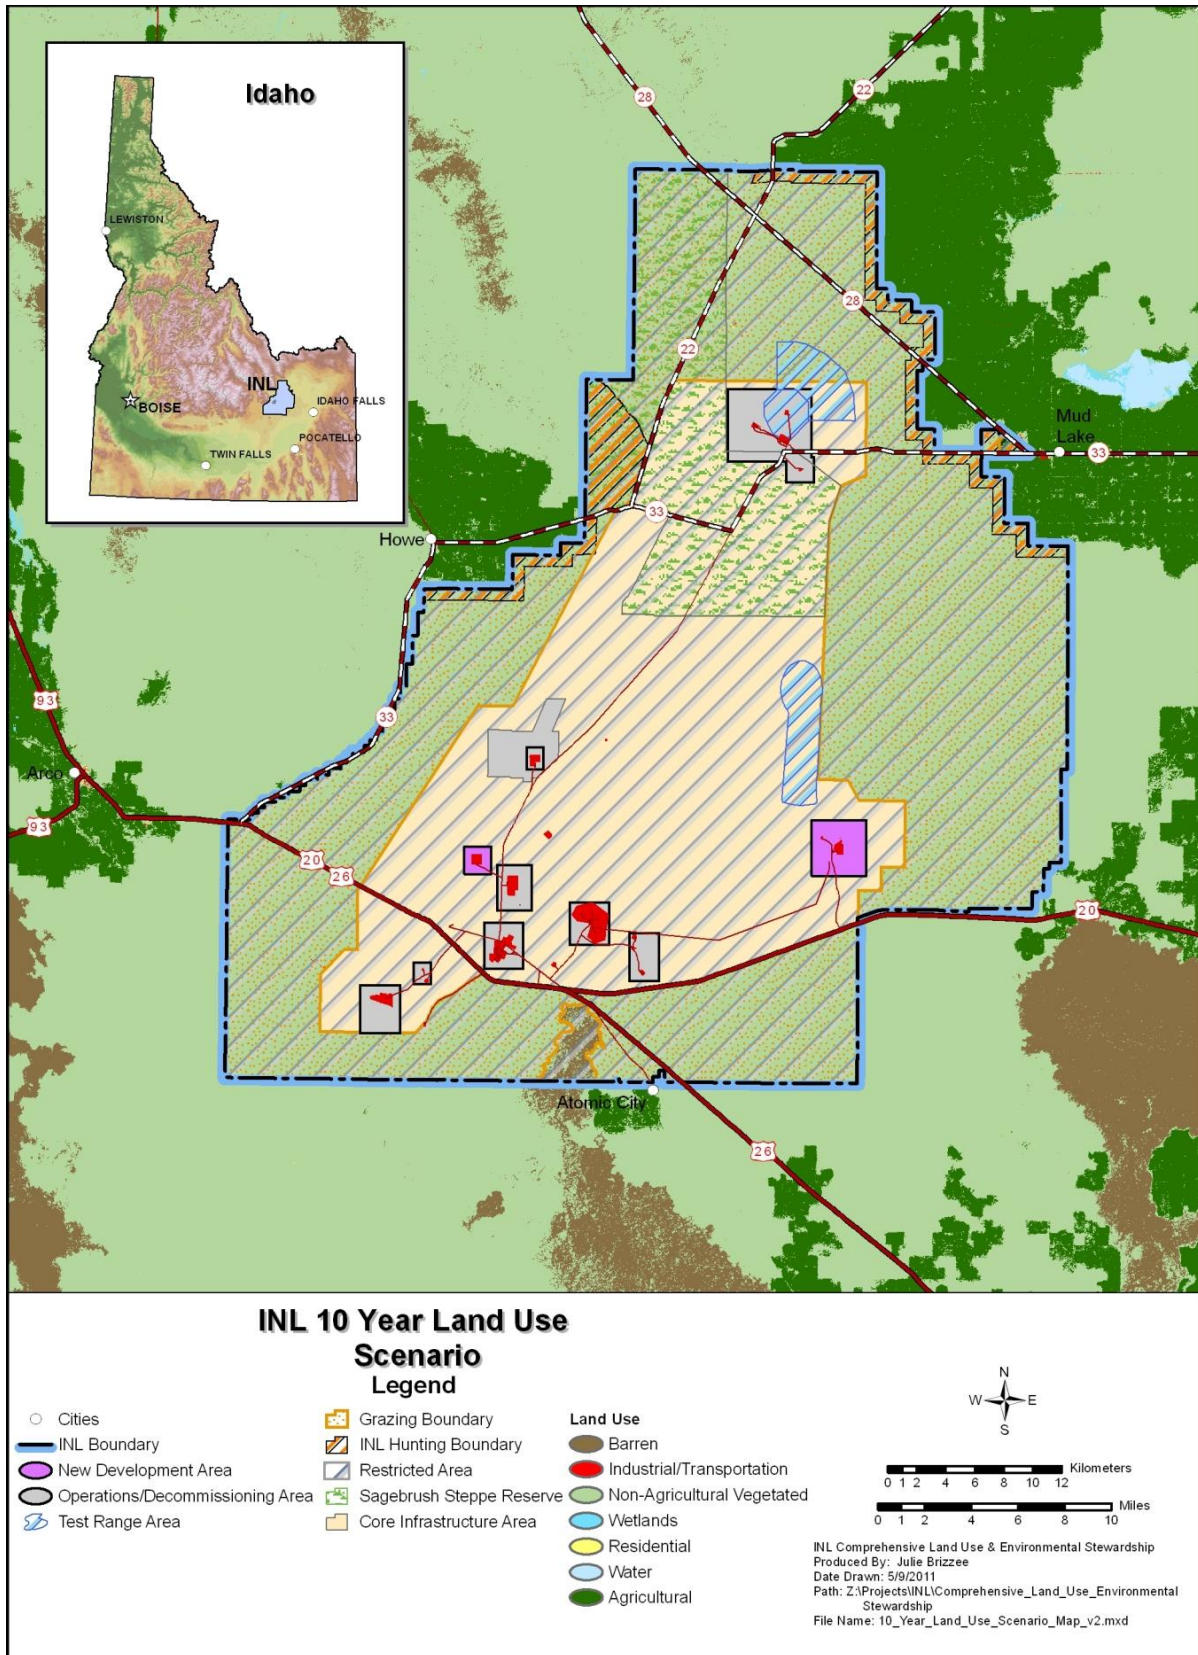 Idaho
LEWISTON
INL
BOISE
IDAHO FALLS
POCATELLO
TWIN FALLS
28
22
28
22
Mud
Lake
33
33
Howe
93
33
Arco
93
20
26
20
Atomic City
26
INL 10 Year Land Use
Scenario
Legend
Cities
INL Boundary
New Development Area
Operations/Decommissioning Area
Test Range Area
Grazing Boundary
INL Hunting Boundary
Restricted Area
Sagebrush Steppe Reserve
Core Infrastructure Area
Land Use
Barren
Industrial/Transportation
Non-Agricultural Vegetated
Wetlands
Residential
Water
Agricultural
N
W E
S
Kilometers
0 1 2 4 6 8 10 12
Miles
0 1 2 4 6 8 10
INL Comprehensive Land Use & Environmental Stewardship
Produced By: Julie Brizzee
Date Drawn: 5/9/2011
Path: Z:\Projects\INL\Comprehensive_Land_Use_Environmental
Stewardship
File Name: 10_Year_Land_Use_Scenario_Map_v2.mxd